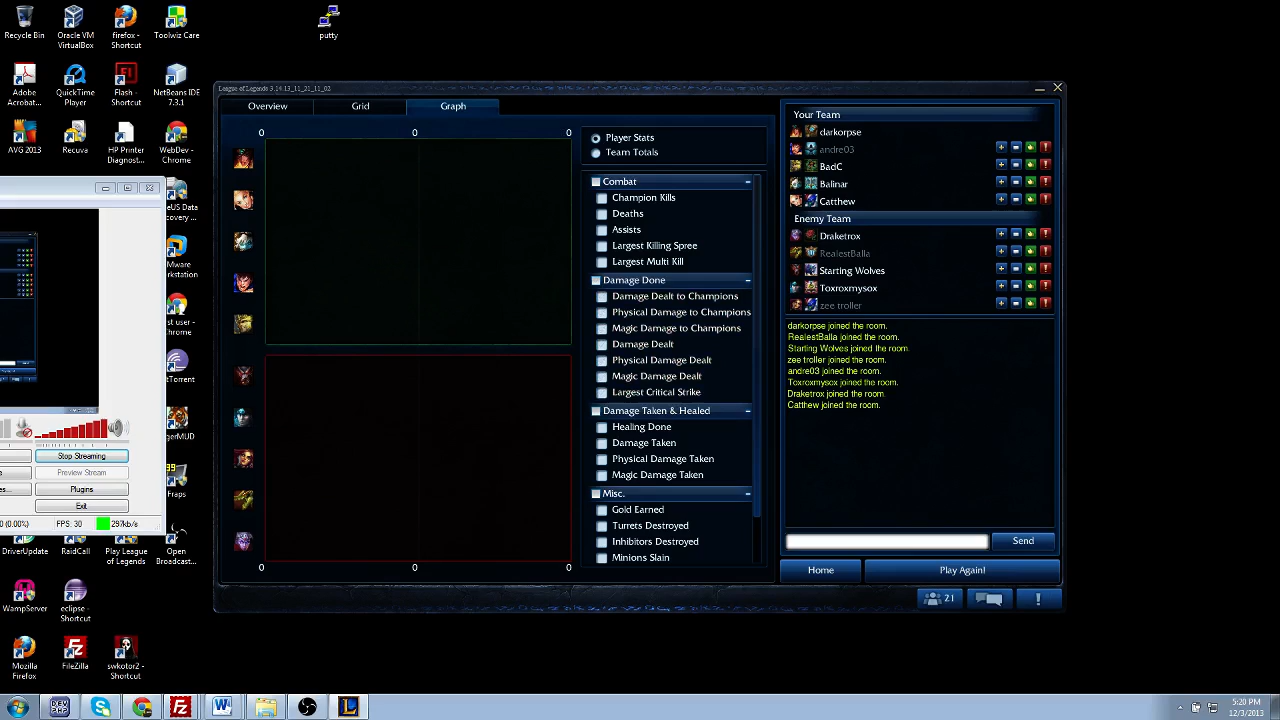 Recycle Bin
Oracle VM
VirtualBox
firefox -
Shortcut
Toolwiz Care
putty
Adobe
Acrobat...
QuickTime
Player
Flash -
Shortcut
NetBeans IDE
7.3.1
AVG 2013
Recuva
HP Printer
Diagnost...
WebDev -
Chrome
Stop Streaming
Preview Stream
Plugins
Exit
0 (0.00%)
FPS: 30
297kb/s
DriverUpdate
RaidCall
Play League
of Legends
Open
Broadcast...
Fraps
WampServer
eclipse -
Shortcut
Mozilla
Firefox
FileZilla
swkotor2 -
Shortcut
League of Legends 3.14.13_11_21_11_02
Overview
Grid
Graph
0
0
0
0
0
0
Player Stats
Team Totals
Combat
Champion Kills
Deaths
Assists
Largest Killing Spree
Largest Multi Kill
Damage Done
Damage Dealt to Champions
Physical Damage to Champions
Magic Damage to Champions
Damage Dealt
Physical Damage Dealt
Magic Damage Dealt
Largest Critical Strike
Damage Taken & Healed
Healing Done
Damage Taken
Physical Damage Taken
Magic Damage Taken
Misc.
Gold Earned
Turrets Destroyed
Inhibitors Destroyed
Minions Slain
Your Team
darkorpse
andre03
BadC
Balinar
Catthew
Enemy Team
Draketrox
RealestBalla
Starting Wolves
Toxroxmysox
zee troller
darkorpse joined the room.
RealestBalla joined the room.
Starting Wolves joined the room.
zee troller joined the room.
andre03 joined the room.
Toxroxmysox joined the room.
Draketrox joined the room.
Catthew joined the room.
Send
Home
Play Again!
21
5:20 PM
12/3/2013